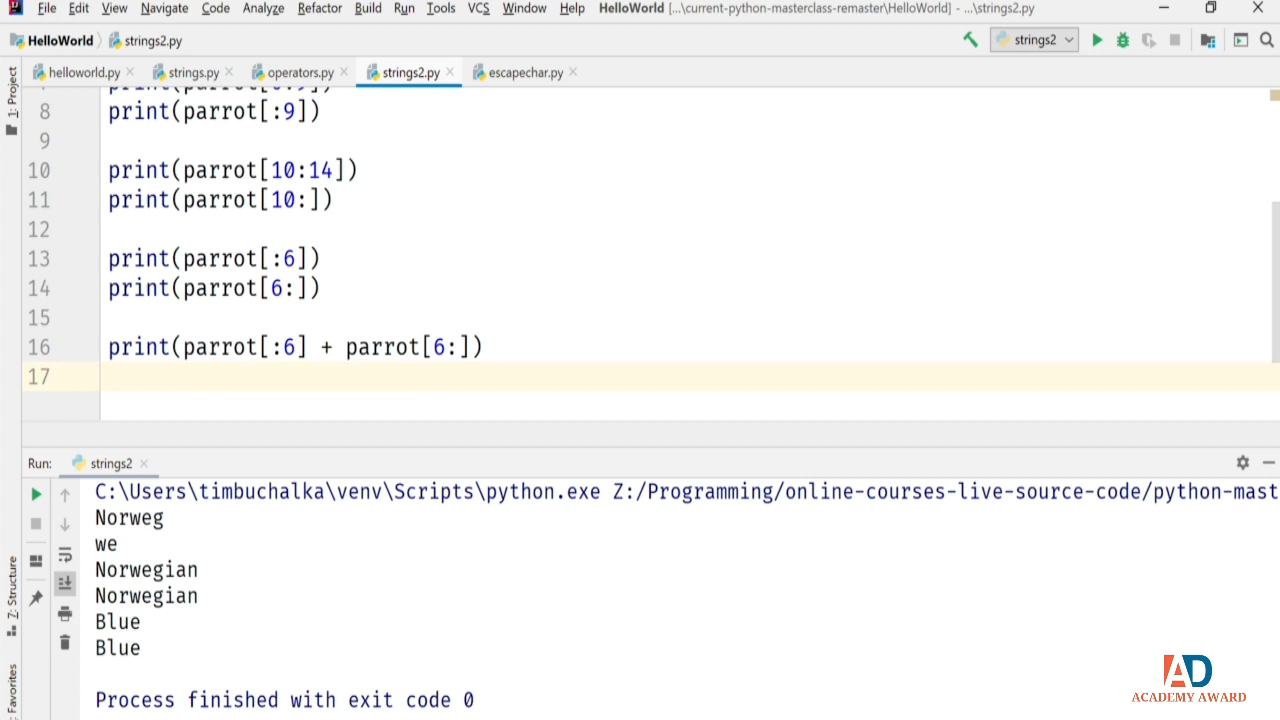 File Edit View Navigate Code Analyze Refactor Build Run Tools VCS Window Help HelloWorld [...\current-python-masterclass-remaster\HelloWorld] - ...\strings2.py
HelloWorld strings2.py strings2
1: Project
helloworld.py strings.py operators.py strings2.py escapechar.py
8 print(parrot[:9])
9
10 print(parrot[10:14])
11 print(parrot[10:])
12
13 print(parrot[:6])
14 print(parrot[6:])
15
16 print(parrot[:6] + parrot[6:])
17
Run: strings2
C:\Users\timbuchalka\venv\Scripts\python.exe Z:/Programming/online-courses-live-source-code/python-mast
Norweg
we
Norwegian
Norwegian
Blue
Blue
Process finished with exit code 0
Z: Structure
Favorites
AD
ACADEMY AWARD